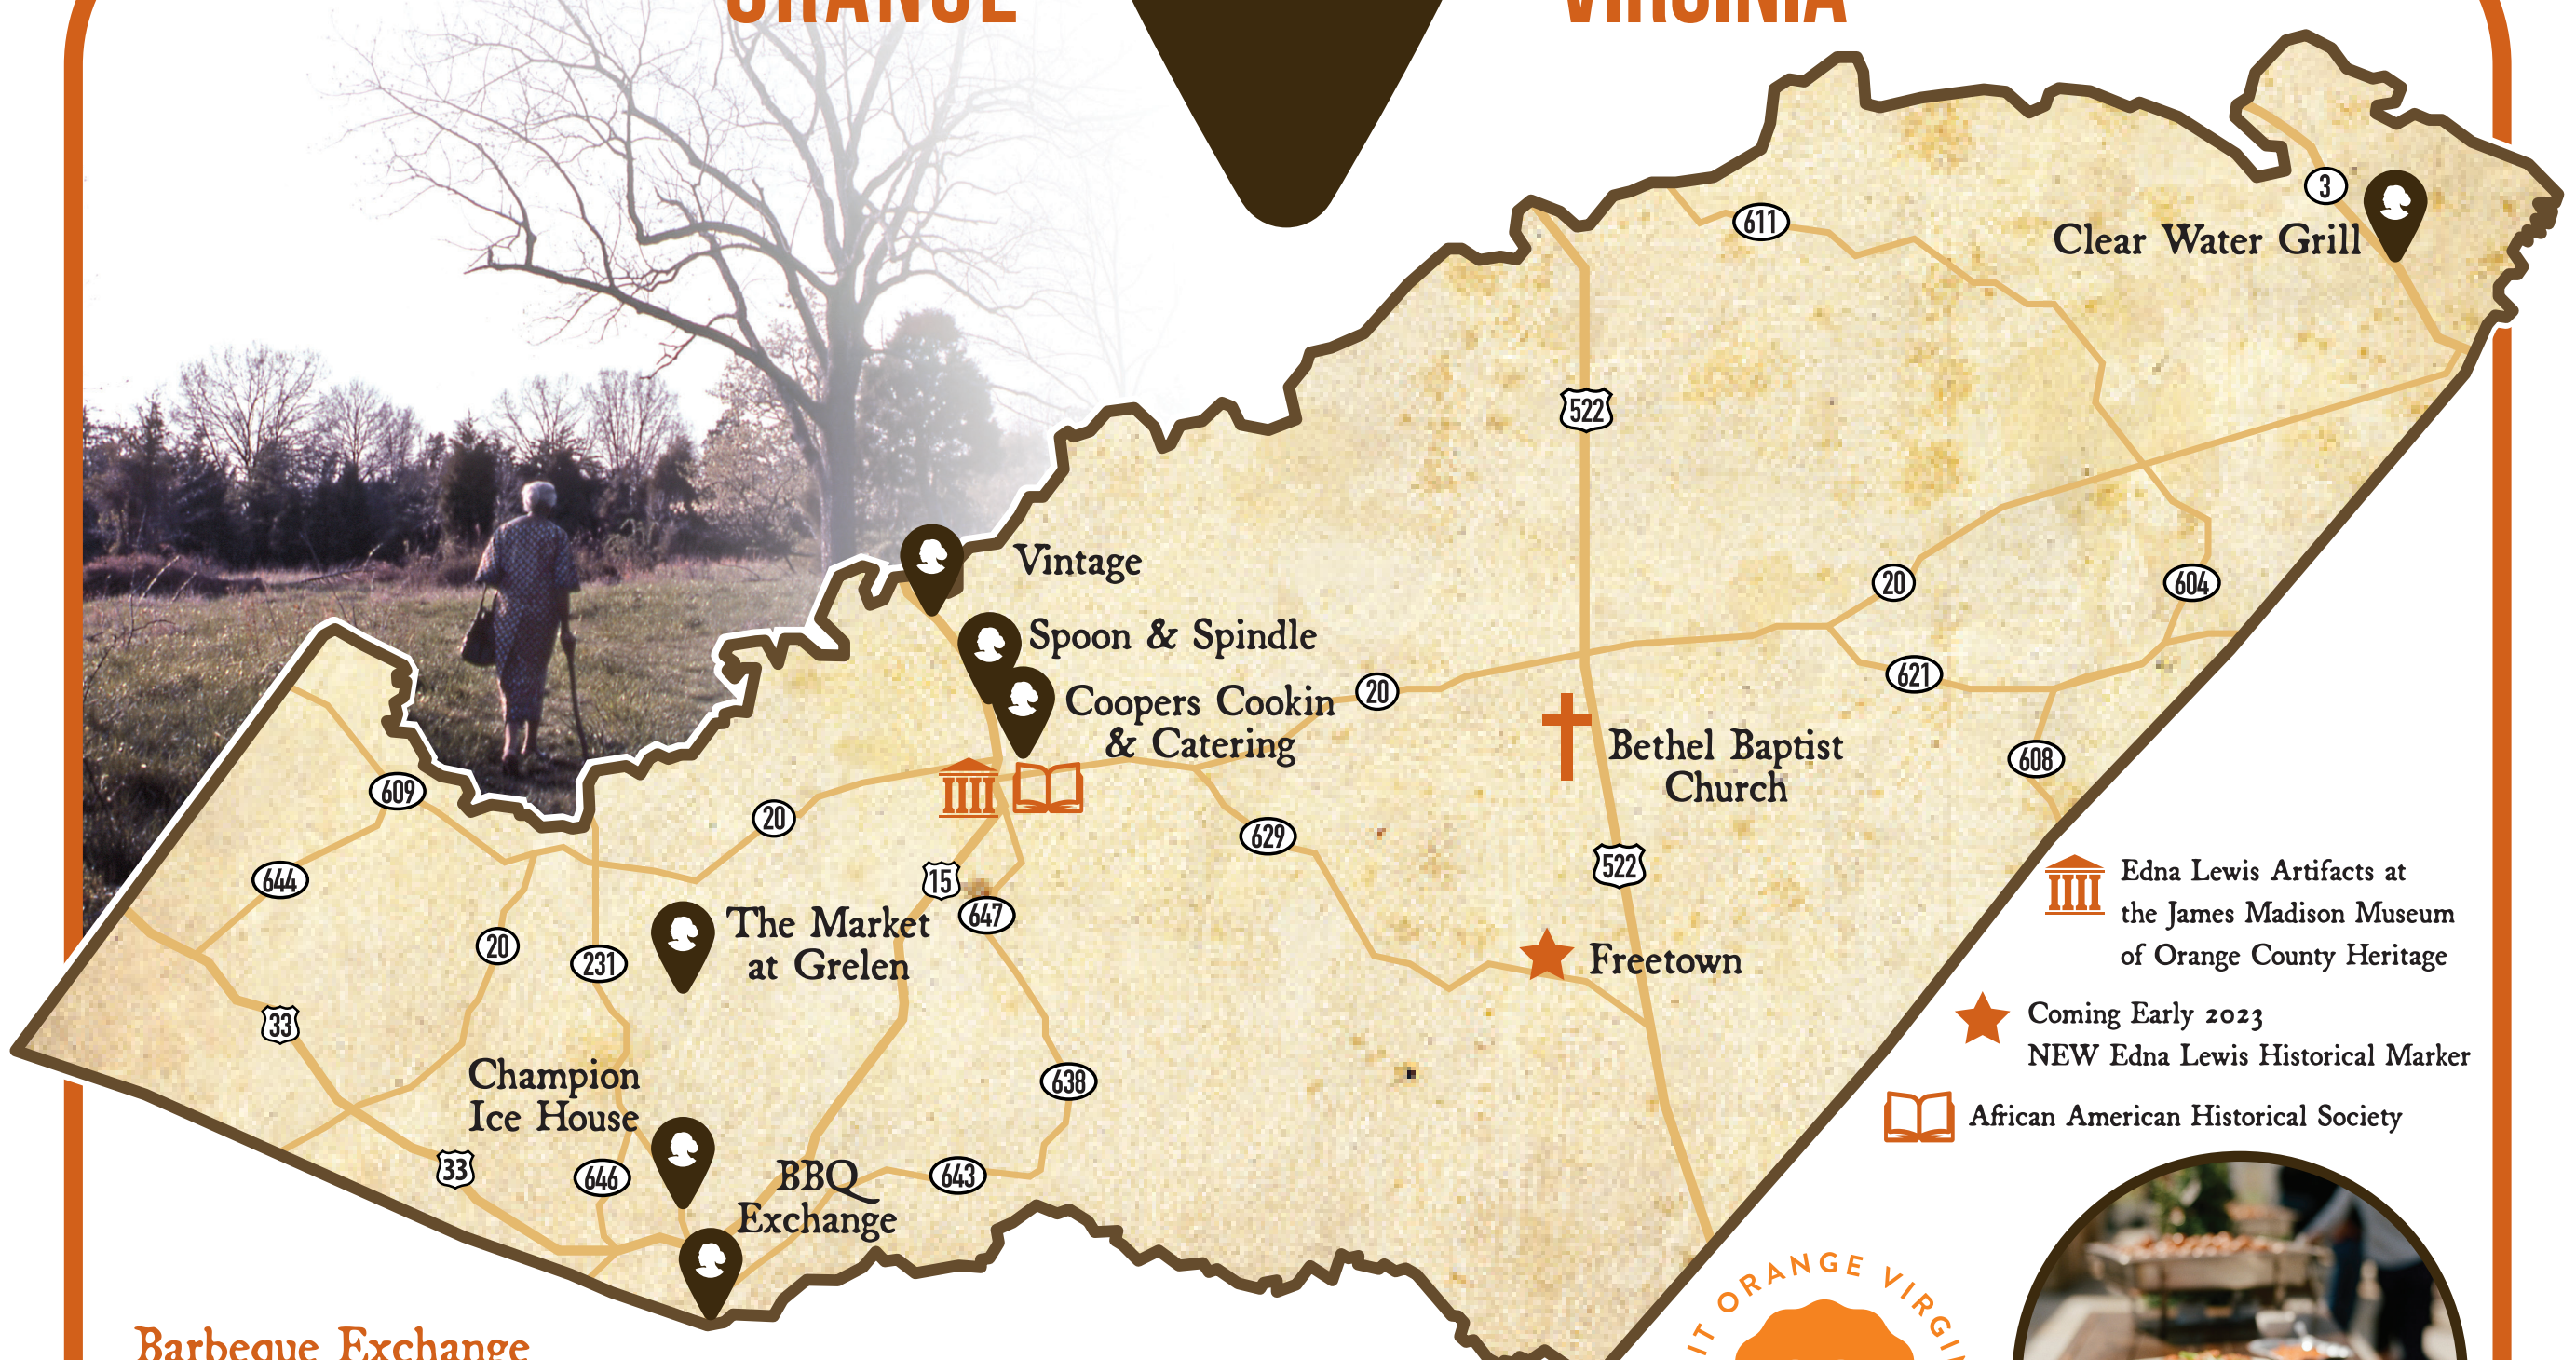 ORANGE
VIRGINIA
3
Clear Water Grill
611
522
Vintage
Spoon & Spindle
Coopers Cookin
& Catering
20
20
604
621
Bethel Baptist
Church
608
609
20
629
644
15
647
522
The Market
at Grelen
20
231
Freetown
33
Champion
Ice House
638
33
646
643
BBQ
Exchange
Edna Lewis Artifacts at
the James Madison Museum
of Orange County Heritage
Coming Early 2023
NEW Edna Lewis Historical Marker
African American Historical Society
IT ORANGE VIRGI
Barbeque Exchange